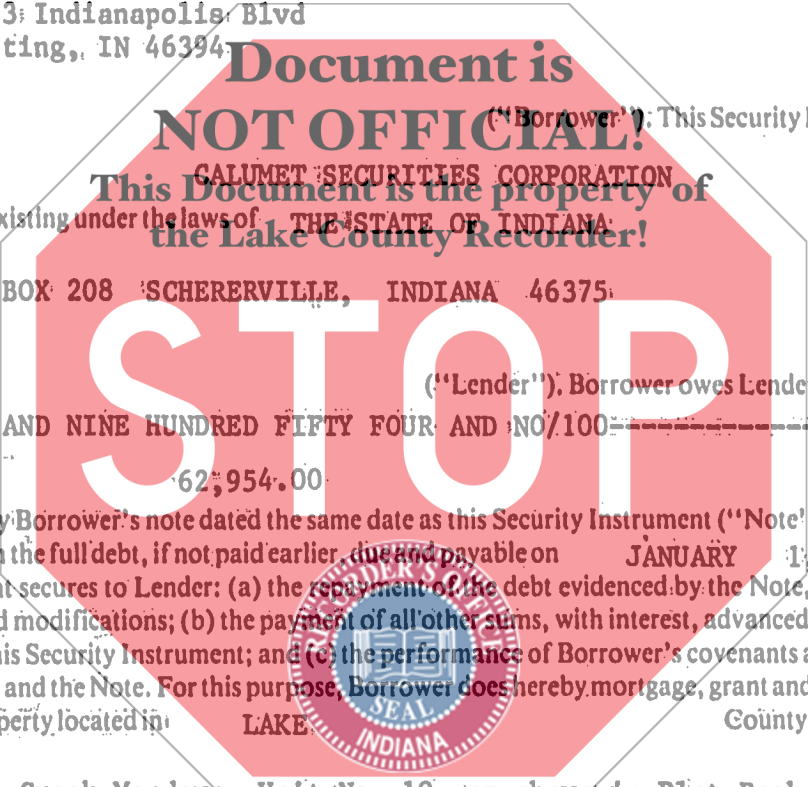 3 Indianapolis Blvd
ting, IN 46394
Document is
NOT OFFICIAL!
("Borrower"). This Security
CALUMET SECURITIES CORPORATION
This Document is the property of
xisting under the laws of THE STATE OF INDIANA
the Lake County Recorder!
BOX 208 SCHERERVILLE, INDIANA 46375
STOP
("Lender"). Borrower owes Lende
AND NINE HUNDRED FIFTY FOUR AND NO/100--------------
62,954.00
y Borrower's note dated the same date as this Security Instrument ("Note"
the full debt, if not paid earlier, due and payable on JANUARY 1,
t secures to Lender: (a) the repayment of the debt evidenced by the Note,
d modifications; (b) the payment of all other sums, with interest, advanced
is Security Instrument; and (c) the performance of Borrower's covenants a
and the Note. For this purpose, Borrower does hereby mortgage, grant and
perty located in LAKE County
RECORDER'S OFFICE
SEAL
INDIANA